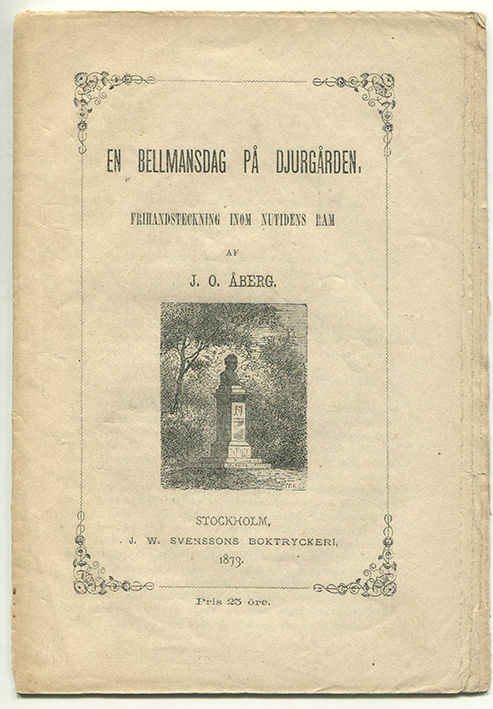 EN BELLMANSDAG PÅ DJURGÅRDEN.
FRIHANDSTECKNING INOM NUTIDENS RAM
AF
J. O. ÅBERG.
STOCKHOLM,
J. W. SVENSSONS BOKTRYCKERI,
1873.
Pris 25 öre.